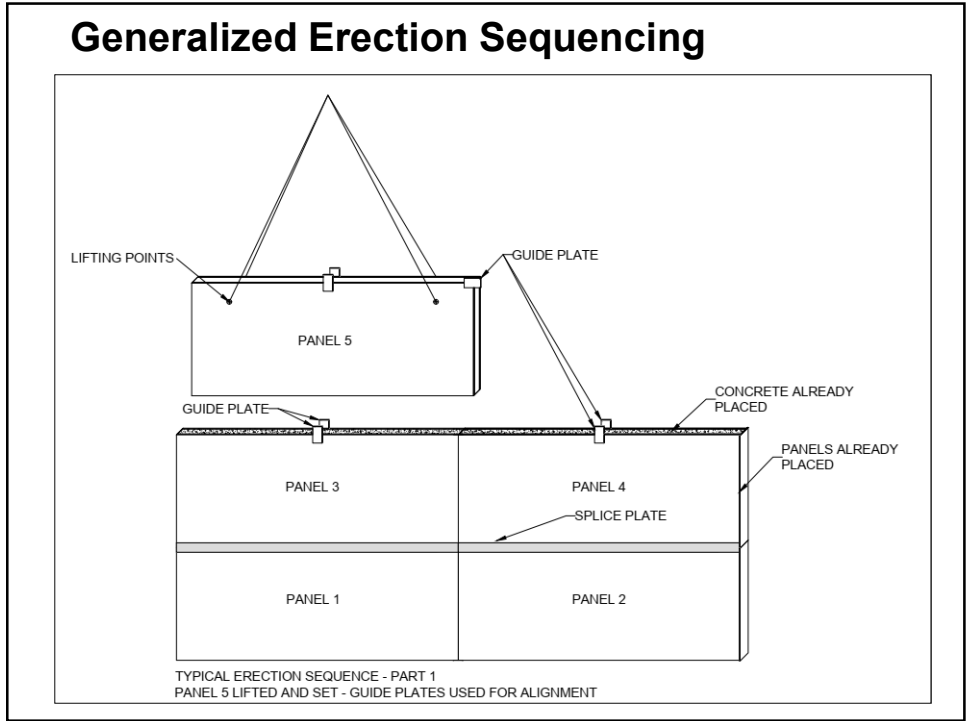 Generalized Erection Sequencing
LIFTING POINTS
GUIDE PLATE
PANEL 5
GUIDE PLATE
CONCRETE ALREADY
PLACED
PANELS ALREADY
PLACED
PANEL 3
PANEL 4
SPLICE PLATE
PANEL 1
PANEL 2
TYPICAL ERECTION SEQUENCE - PART 1
PANEL 5 LIFTED AND SET - GUIDE PLATES USED FOR ALIGNMENT